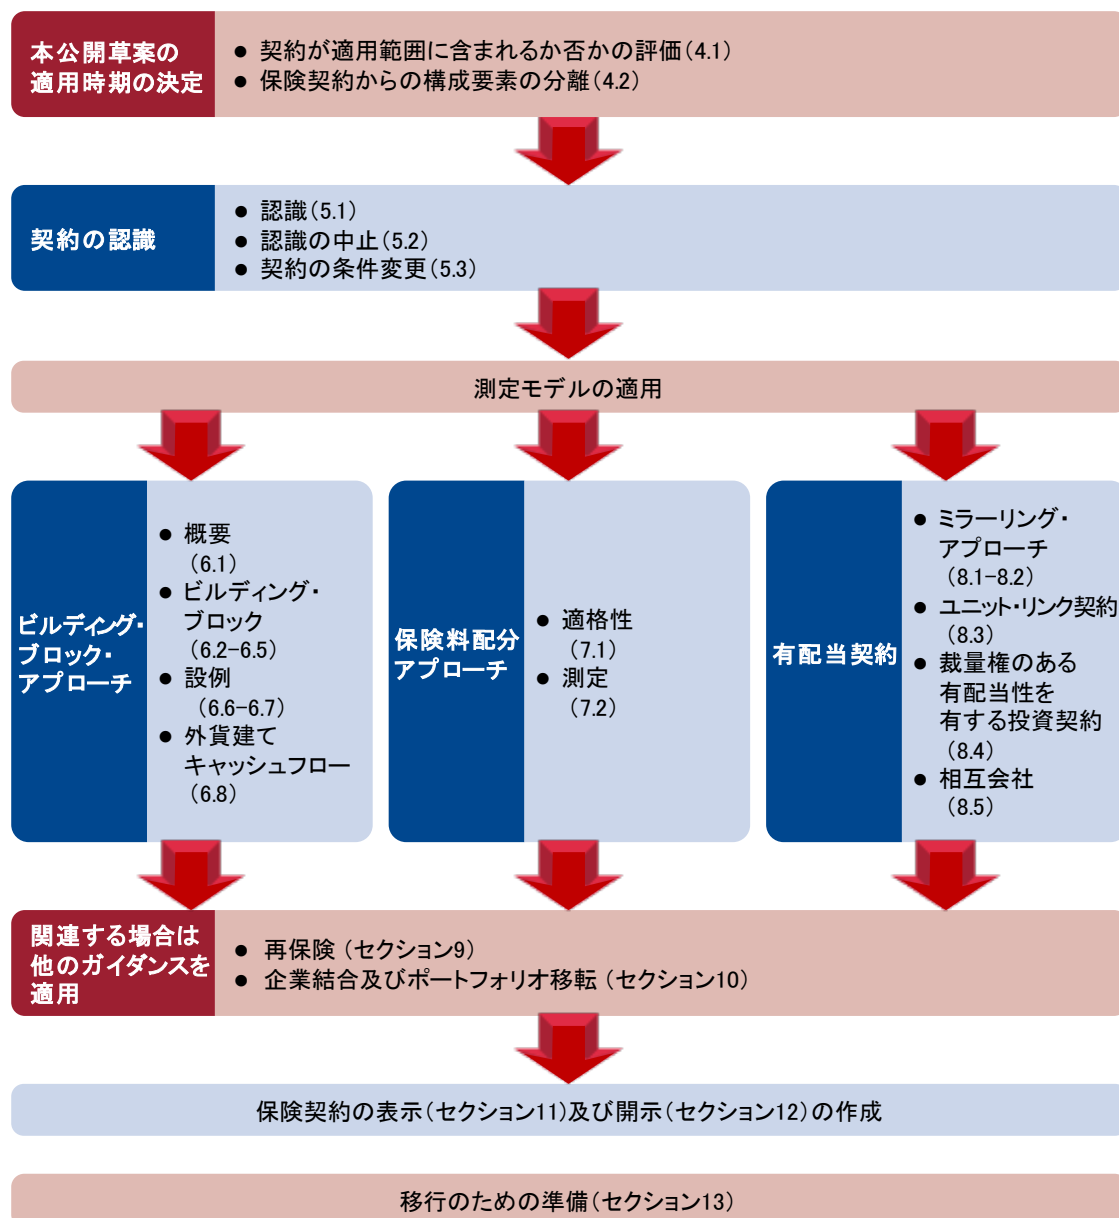 本公開草案の
適用時期の決定
● 契約が適用範囲に含まれるか否かの評価(4.1)
● 保険契約からの構成要素の分離(4.2)
契約の認識
● 認識(5.1)
● 認識の中止(5.2)
● 契約の条件変更(5.3)
測定モデルの適用
ビルディング・
ブロック・
アプローチ
● 概要
(6.1)
● ビルディング・
ブロック
(6.2-6.5)
● 設例
(6.6-6.7)
● 外貨建て
キャッシュフロー
(6.8)
保険料配分
アプローチ
● 適格性
(7.1)
● 測定
(7.2)
有配当契約
● ミラーリング・
アプローチ
(8.1-8.2)
● ユニット・リンク契約
(8.3)
● 裁量権のある
有配当性を
有する投資契約
(8.4)
● 相互会社
(8.5)
関連する場合は
他のガイダンスを
適用
● 再保険 (セクション9)
● 企業結合及びポートフォリオ移転 (セクション10)
保険契約の表示(セクション11)及び開示(セクション12)の作成
移行のための準備(セクション13)